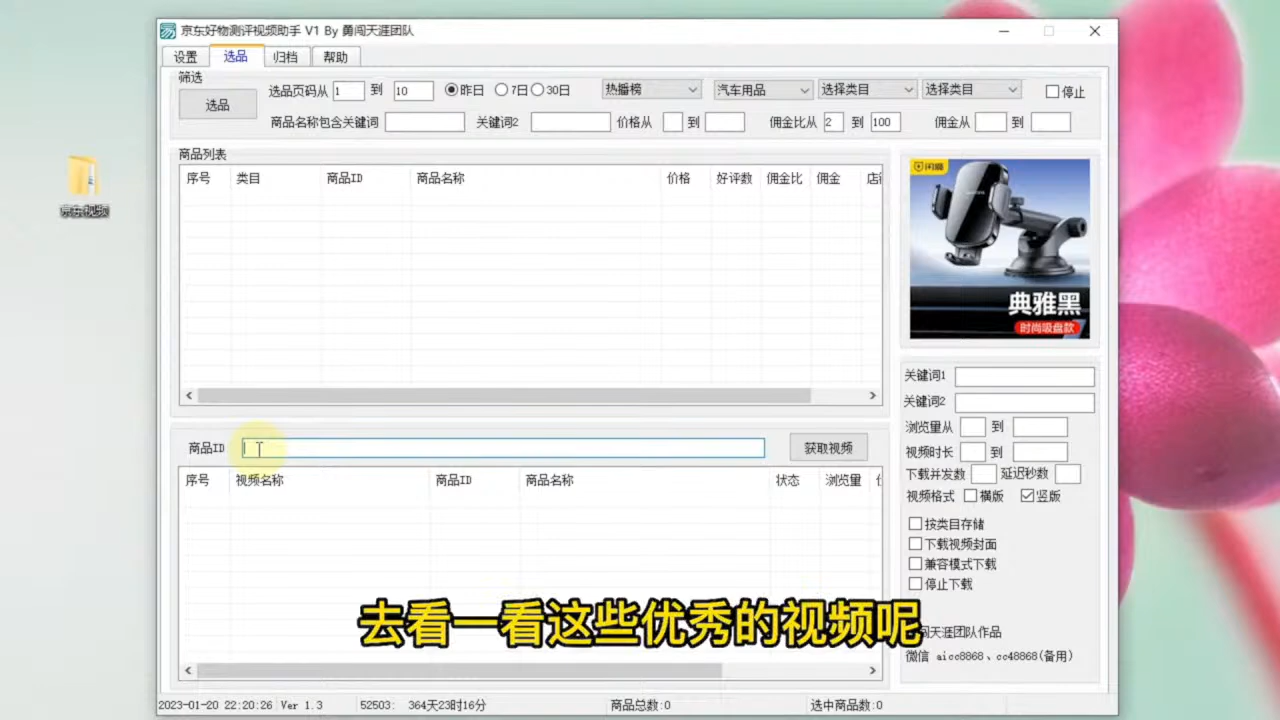 京东好物测评视频助手 V1 By 勇闯天涯团队
设置 选品 归档 帮助
筛选
选品 选品页码从 1 到 10 昨日 7日 30日 热播榜 汽车用品 选择类目 选择类目 停止
商品名称包含关键词 关键词2 价格从 到 佣金比从 2 到 100 佣金从 到
京东视频
商品列表
序号 类目 商品ID 商品名称 价格 好评数 佣金比 佣金
典雅黑
时尚吸盘款
关键词1
关键词2
浏览量从 到
视频时长 到
下载并发数 延迟秒数
视频格式 横版 竖版
按类目存储
下载视频封面
兼容模式下载
停止下载
商品ID 获取视频
序号 视频名称 商品ID 商品名称 状态 浏览量
去看一看这些优秀的视频呢
闯天涯团队作品
微信 aicc8868、cc48868(备用)
2023-01-20 22:20:26 Ver 1.3 52503: 364天23时16分 商品总数:0 选中商品数:0